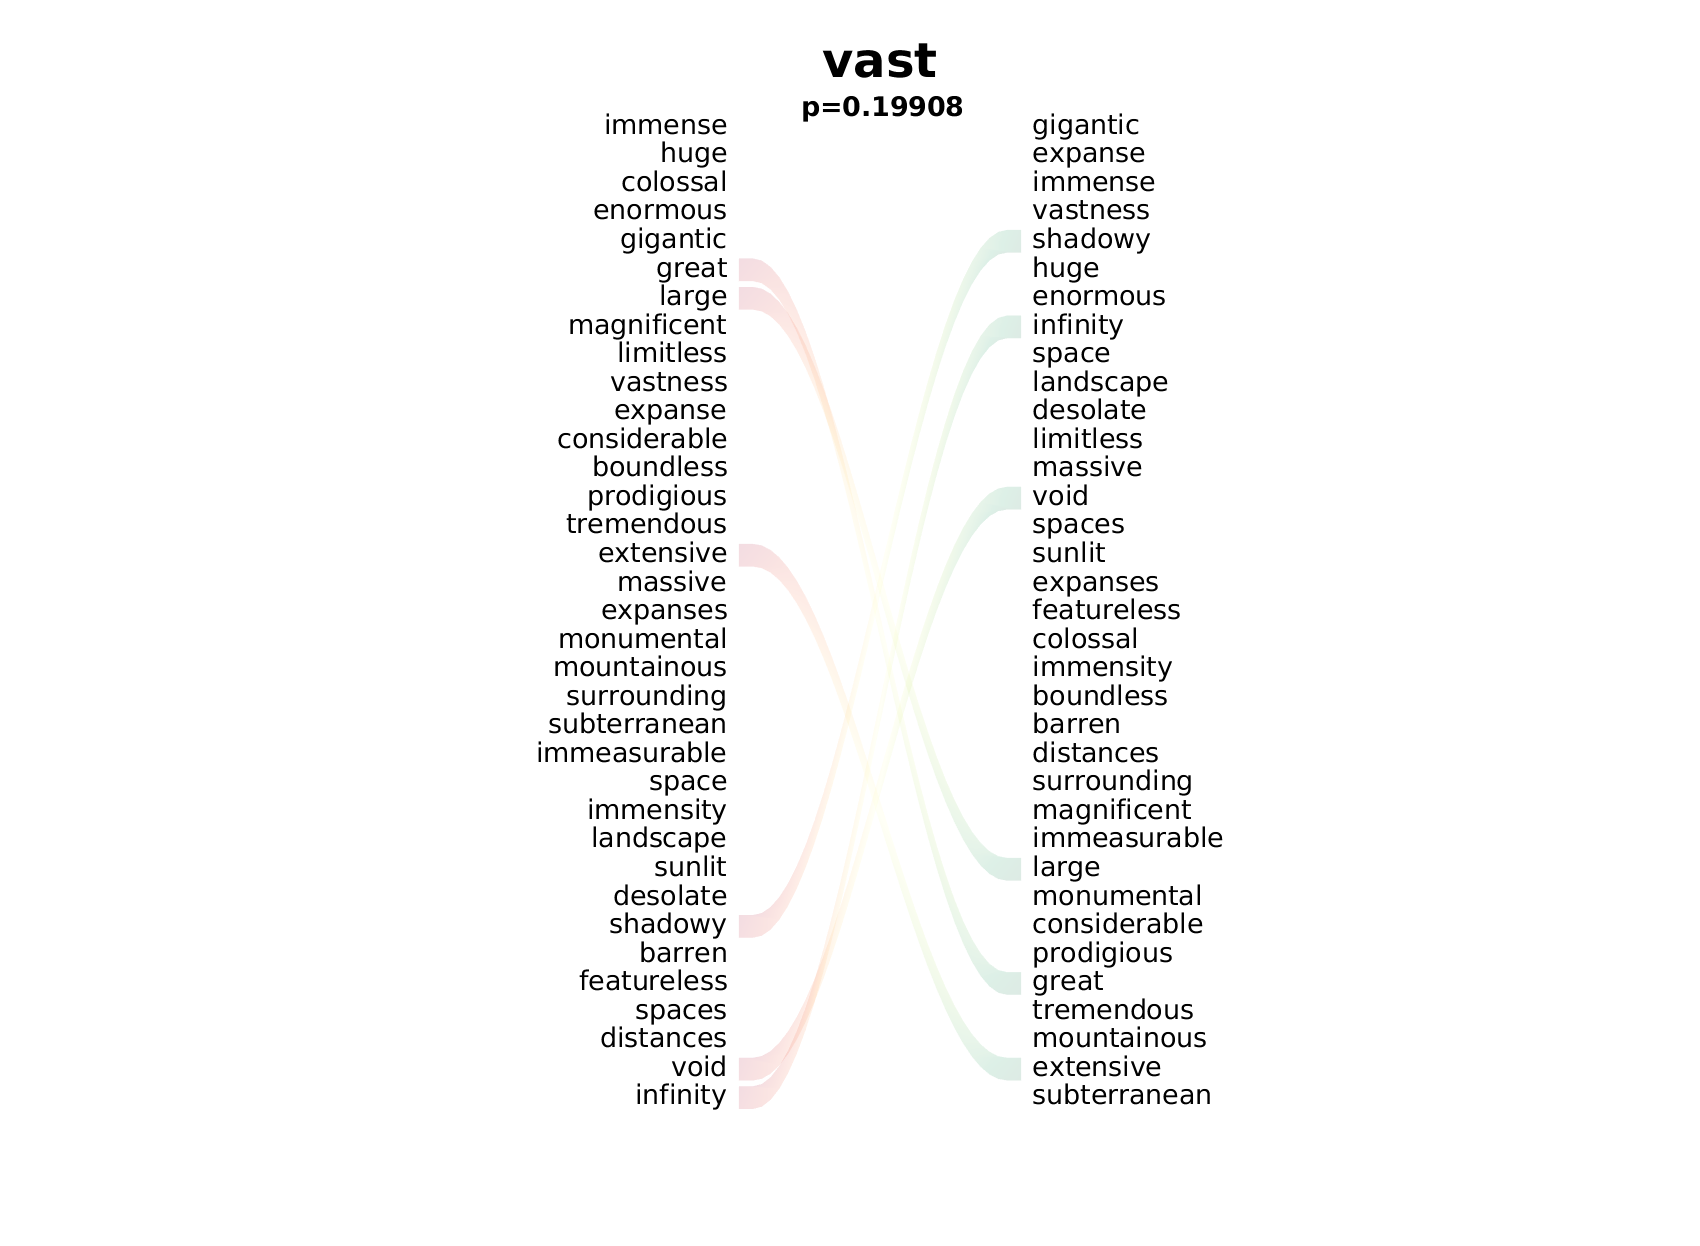 vast
p=0.19908
immense gigantic
huge expanse
colossal immense
enormous vastness
gigantic shadowy
great huge
large enormous
magnificent infinity
limitless space
vastness landscape
expanse desolate
considerable limitless
boundless massive
prodigious void
tremendous spaces
extensive sunlit
massive expanses
expanses featureless
monumental colossal
mountainous immensity
surrounding boundless
subterranean barren
immeasurable distances
space surrounding
immensity magnificent
landscape immeasurable
sunlit large
desolate monumental
shadowy considerable
barren prodigious
featureless great
spaces tremendous
distances mountainous
void extensive
infinity subterranean